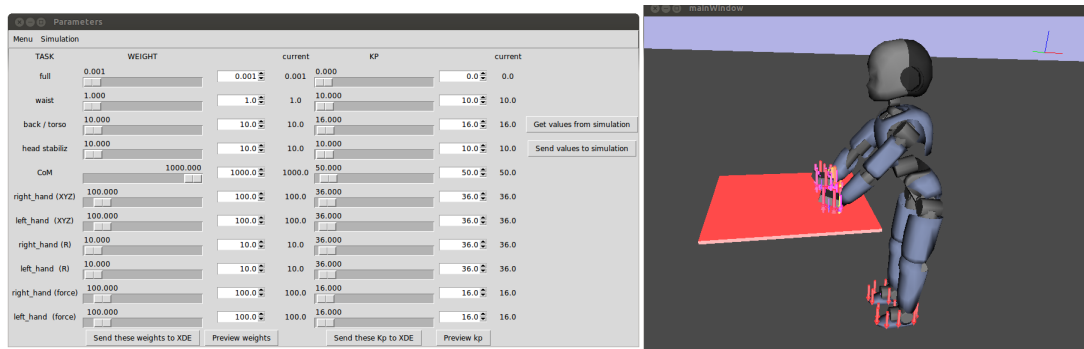 Parameters
Menu Simulation
TASK WEIGHT current KP current
full 0.001 0.001 0.001 0.000 0.0 0.0
waist 1.000 1.0 1.0 10.000 10.0 10.0
back / torso 10.000 10.0 10.0 16.000 16.0 16.0 Get values from simulation
head stabiliz 10.000 10.0 10.0 10.000 10.0 10.0 Send values to simulation
CoM 1000.000 1000.0 1000.0 50.000 50.0 50.0
right_hand (XYZ) 100.000 100.0 100.0 36.000 36.0 36.0
left_hand (XYZ) 100.000 100.0 100.0 36.000 36.0 36.0
right_hand (R) 10.000 10.0 10.0 36.000 36.0 36.0
left_hand (R) 10.000 10.0 10.0 36.000 36.0 36.0
right_hand (force) 100.000 100.0 100.0 16.000 16.0 16.0
left_hand (force) 100.000 100.0 100.0 16.000 16.0 16.0
Send these weights to XDE Preview weights Send these Kp to XDE Preview kp
mainWindow